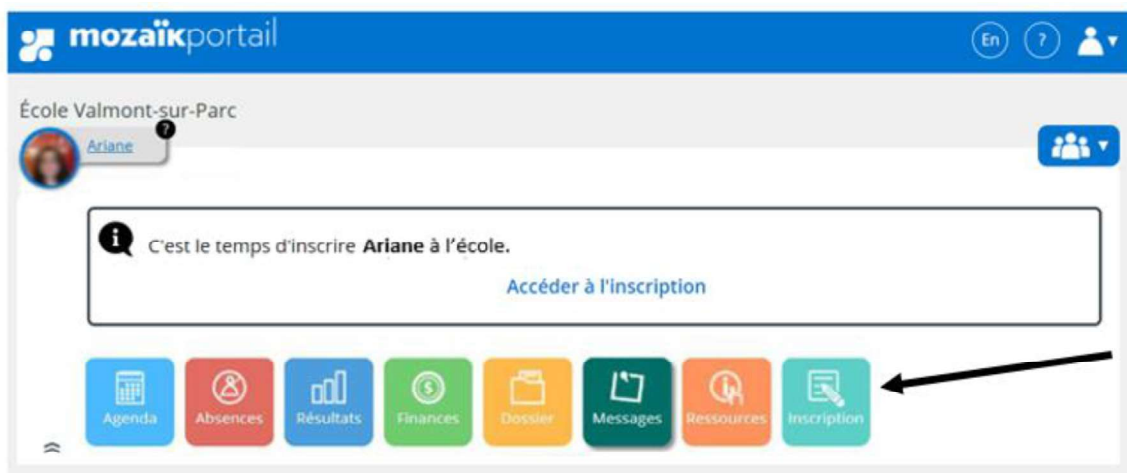 mozaïkportail
En
?
École Valmont-sur-Parc
?
Ariane
C'est le temps d'inscrire Ariane à l'école.
Accéder à l'inscription
Agenda
Absences
Résultats
Finances
Dossier
Messages
Ressources
Inscription